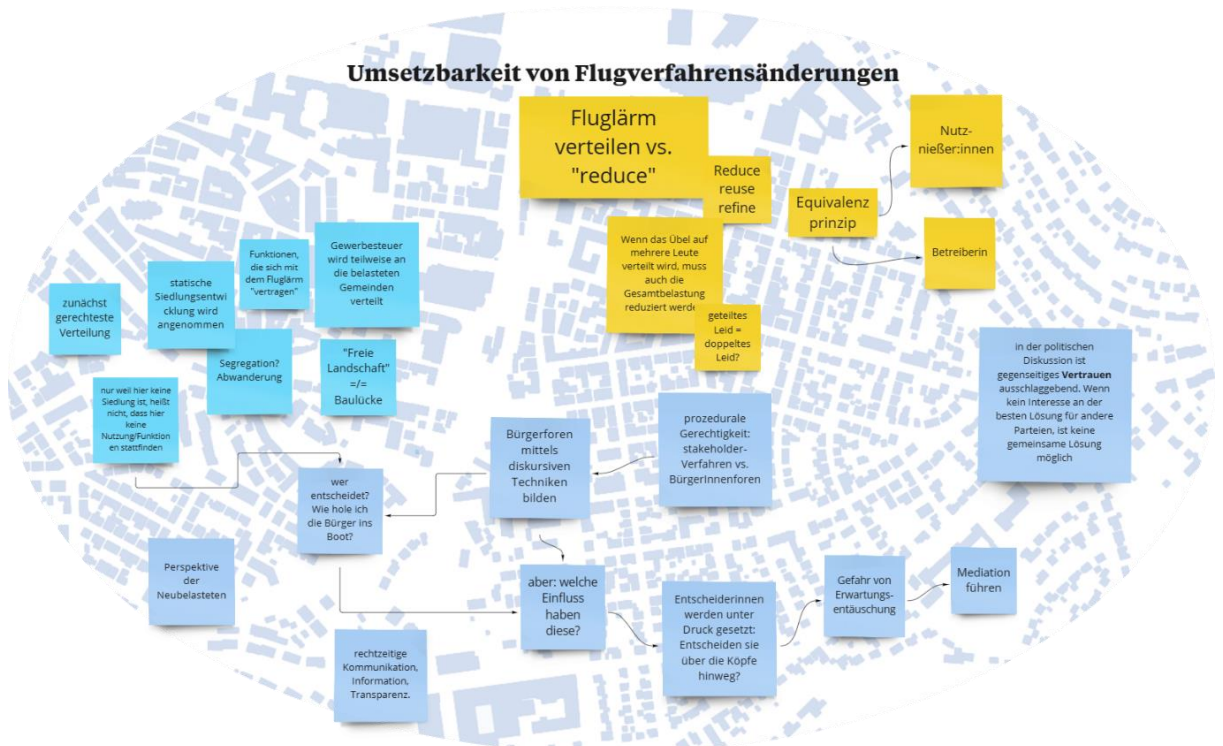 Umsetzbarkeit von Flugverfahrensänderungen
Fluglärm
verteilen vs.
"reduce"
Reduce
reuse
refine
Equivalenz
prinzip
Nutz-
nießer:innen
Betreiberin
Wenn das Übel auf
mehrere Leute
verteilt wird, muss
auch die
Gesamtbelastung
reduziert werde
geteiltes
Leid =
doppeltes
Leid?
zunächst
gerechteste
Verteilung
statische
Siedlungsentwi
cklung wird
angenommen
Funktionen,
die sich mit
dem Fluglärm
"vertragen"
Gewerbesteuer
wird teilweise an
die belasteten
Gemeinden
verteilt
Segregation?
Abwanderung
"Freie
Landschaft"
=/=
Baulücke
nur weil hier keine
Siedlung ist, heißt
nicht, dass hier
keine
Nutzung/Funktion
en stattfinden
in der politischen
Diskussion ist
gegenseitiges Vertrauen
ausschlaggebend. Wenn
kein Interesse an der
besten Lösung für andere
Parteien, ist keine
gemeinsame Lösung
möglich
prozedurale
Gerechtigkeit:
stakeholder-
Verfahren vs.
BürgerInnenforen
Bürgerforen
mittels
diskursiven
Techniken
bilden
wer
entscheidet?
Wie hole ich
die Bürger ins
Boot?
Perspektive
der
Neubelasteten
rechtzeitige
Kommunikation,
Information,
Transparenz.
aber: welche
Einfluss
haben
diese?
Entscheiderinnen
werden unter
Druck gesetzt:
Entscheiden sie
über die Köpfe
hinweg?
Gefahr von
Erwartungs-
entäuschung
Mediation
führen